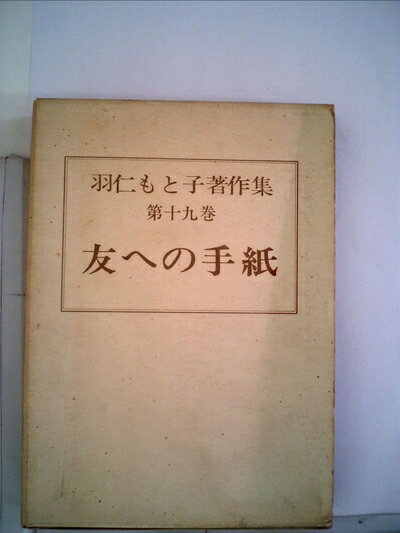 羽仁もと子著作集
第十九巻
友への手紙